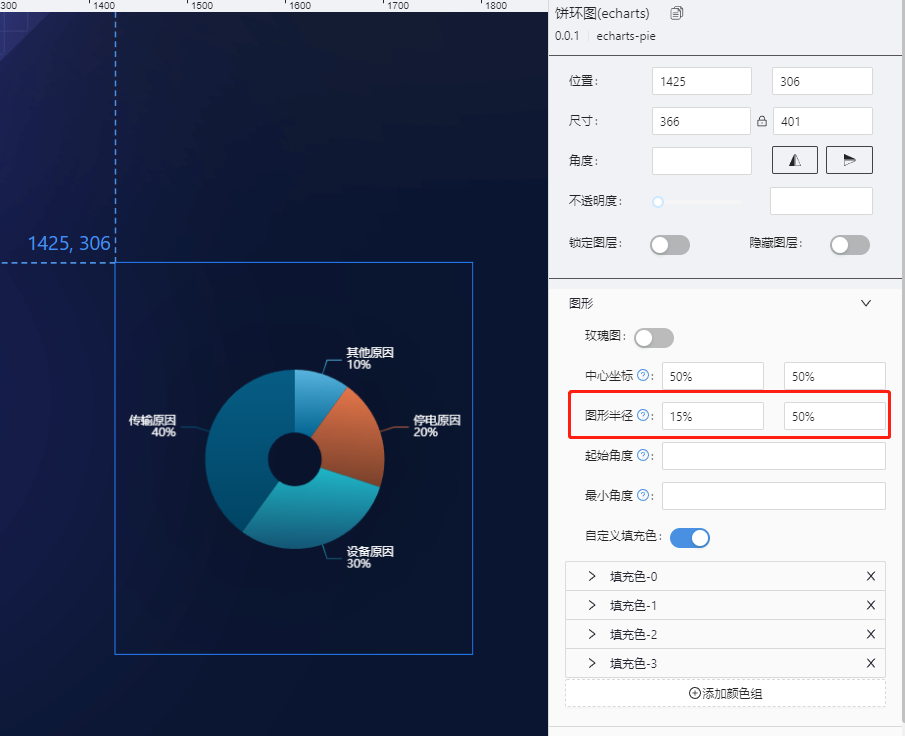 300 1400 1500 1600 1700 1800
饼环图(echarts)
0.0.1 echarts-pie
位置: 1425 306
尺寸: 366 401
角度:
不透明度:
1425, 306
锁定图层: 隐藏图层:
图形
玫瑰图:
其他原因
10%
中心坐标 ? : 50% 50%
传输原因
40%
停电原因
20%
图形半径 ? : 15% 50%
起始角度 ? :
最小角度 ? :
自定义填充色:
设备原因
30%
填充色-0
填充色-1
填充色-2
填充色-3
添加颜色组